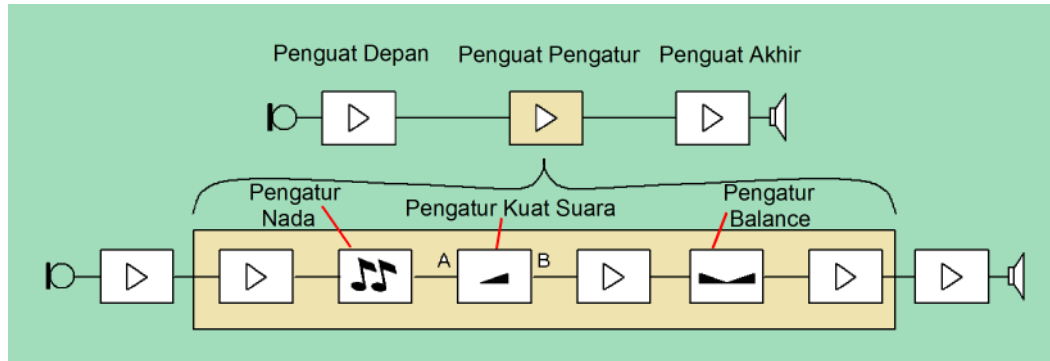 Penguat Depan Penguat Pengatur Penguat Akhir
Pengatur
Nada
Pengatur Kuat Suara
Pengatur
Balance
A B